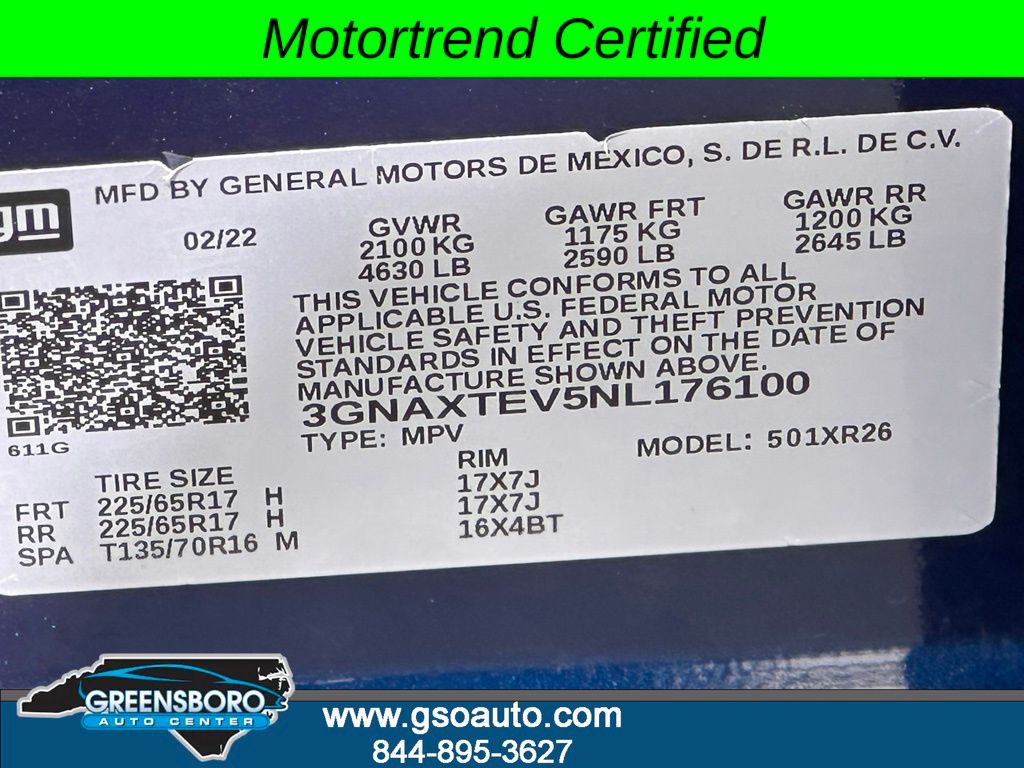 Motortrend Certified
gm
MFD BY GENERAL MOTORS DE MEXICO, S. DE R.L. DE C.V.
02/22
GVWR
2100 KG
4630 LB
GAWR FRT
1175 KG
2590 LB
GAWR RR
1200 KG
2645 LB
THIS VEHICLE CONFORMS TO ALL
APPLICABLE U.S. FEDERAL MOTOR
VEHICLE SAFETY AND THEFT PREVENTION
STANDARDS IN EFFECT ON THE DATE OF
MANUFACTURE SHOWN ABOVE.
3GNAXTEV5NL176100
611G
TYPE: MPV
MODEL: 501XR26
TIRE SIZE RIM
FRT 225/65R17 H 17X7J
RR 225/65R17 H 17X7J
SPA T135/70R16 M 16X4BT
GREENSBORO
AUTO CENTER
www.gsoauto.com
844-895-3627